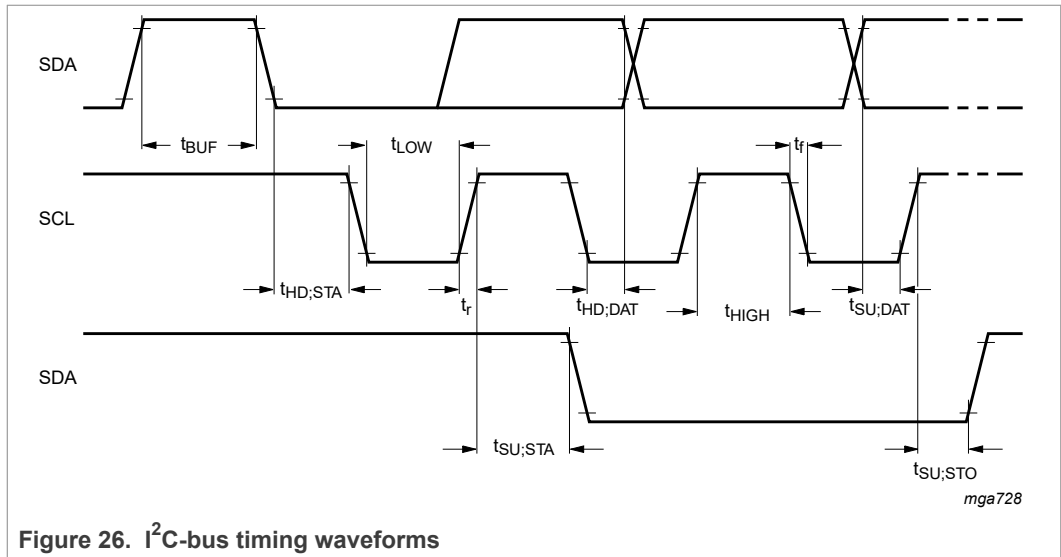 SDA
tBUF tLOW tf
SCL
tHD;STA tr tHD;DAT tHIGH tSU;DAT
SDA
tSU;STA tSU;STO
mga728
Figure 26. I²C-bus timing waveforms